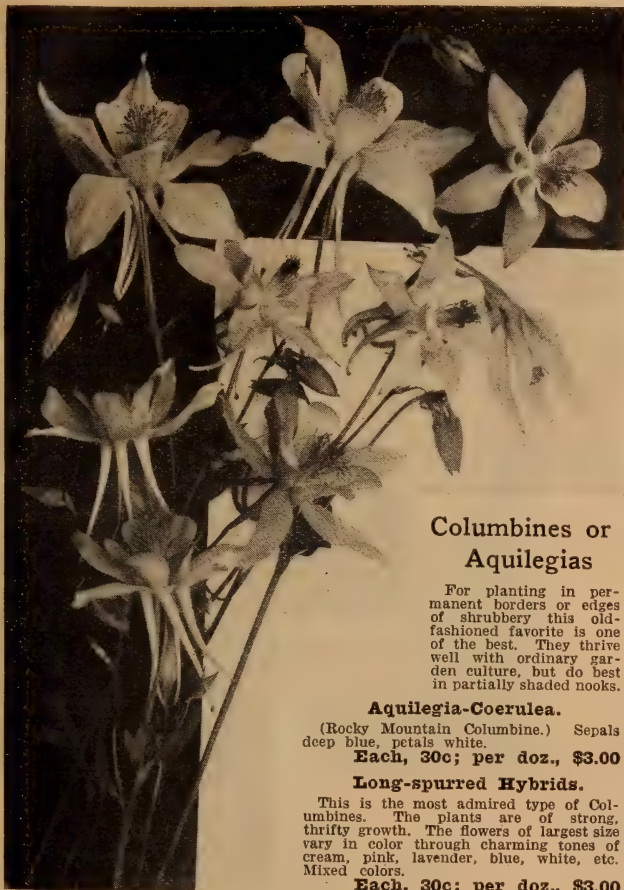 Columbines or
Aquilegias
For planting in per-
manent borders or edges
of shrubbery this old-
fashioned favorite is one
of the best. They thrive
well with ordinary gar-
den culture, but do best
in partially shaded nooks.
Aquilegia-Coerulea.
(Rocky Mountain Columbine.) Sepals
deep blue, petals white.
Each, 30c; per doz., $3.00
Long-spurred Hybrids.
This is the most admired type of Col-
umbines. The plants are of strong,
thrifty growth. The flowers of largest size
vary in color through charming tones of
cream, pink, lavender, blue, white, etc.
Mixed colors.
Each, 30c; per doz., $3.00